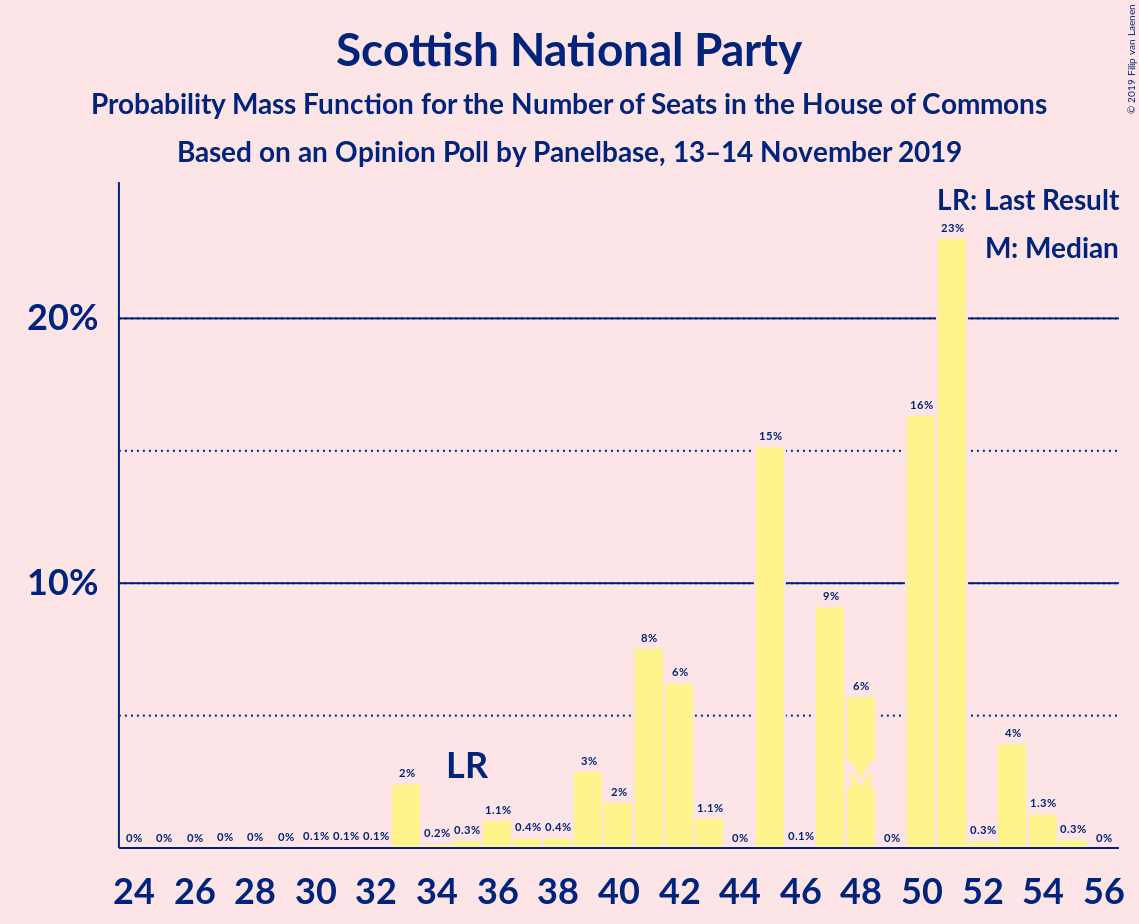 Scottish National Party
Probability Mass Function for the Number of Seats in the House of Commons
Based on an Opinion Poll by Panelbase, 13–14 November 2019
© 2019 Filip van Laenen
LR: Last Result
M: Median
20%
10%
0% 0% 0% 0% 0% 0% 0.1% 0.1% 0.1% 2% 0.2% 0.3% 1.1% 0.4% 0.4% 3% 2% 8% 6% 1.1% 0% 15% 0.1% 9% 6% 0% 16% 23% 0.3% 4% 1.3% 0.3% 0%
LR
M
24 26 28 30 32 34 36 38 40 42 44 46 48 50 52 54 56